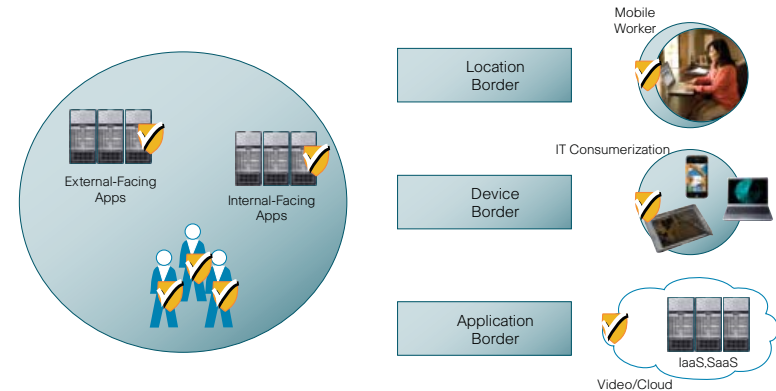 External-Facing
Apps
Internal-Facing
Apps
Location
Border
Mobile
Worker
Device
Border
IT Consumerization
Application
Border
IaaS,SaaS
Video/Cloud